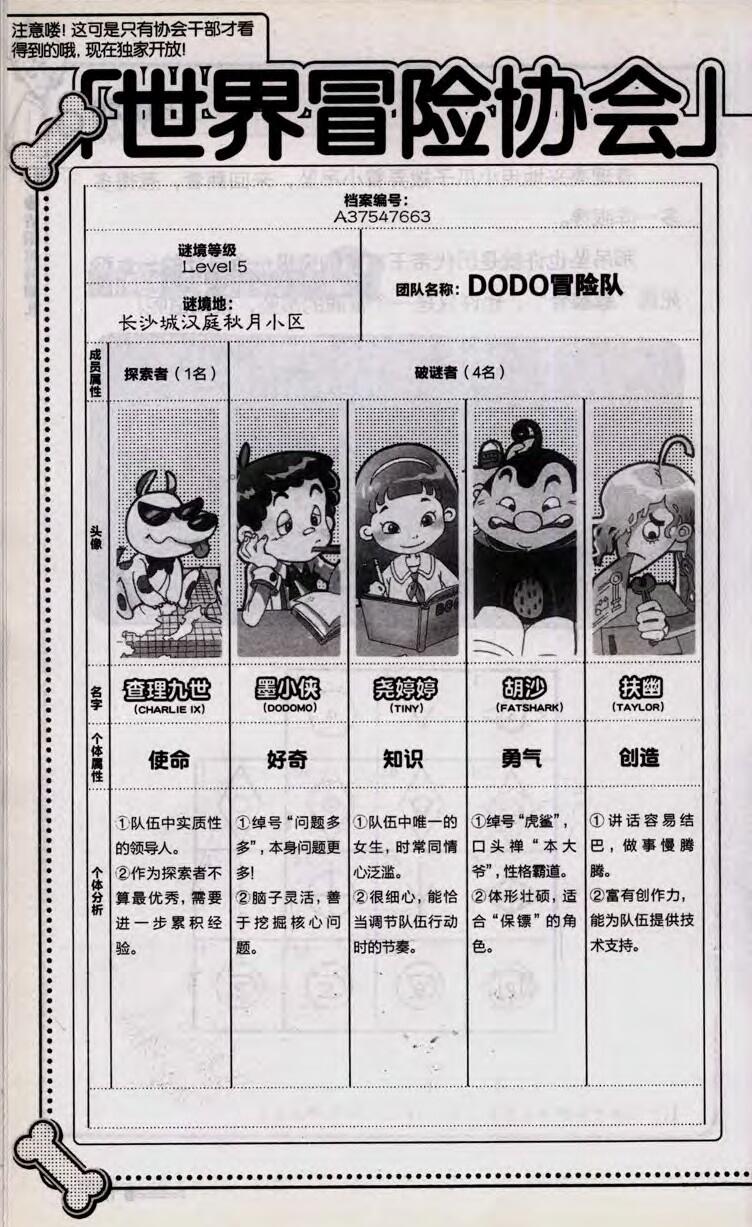 注意喽！这可是只有协会干部才看
得到的哦，现在独家开放！
「世界冒险协会」
档案编号：
A37547663
谜境等级
Level 5
谜境地：
长沙城汉庭秋月小区
团队名称：DODO冒险队
成员属性
探索者（1名）
破谜者（4名）
头像
名字
查理九世
(CHARLIE IX)
墨小侠
(DODOMO)
尧婷婷
(TINY)
胡沙
(FATSHARK)
扶幽
(TAYLOR)
个体属性
使命
好奇
知识
勇气
创造
个体分析
①队伍中实质性
的领导人。
②作为探索者不
算最优秀，需要
进一步累积经
验。
①绰号“问题多
多”，本身问题更
多！
②脑子灵活，善
于挖掘核心问
题。
①队伍中唯一的
女生，时常同情
心泛滥。
②很细心，能恰
当调节队伍行动
时的节奏。
①绰号“虎鲨”，
口头禅“本大
爷”，性格霸道。
②体形壮硕，适
合“保镖”的角
色。
①讲话容易结
巴，做事慢腾
腾。
②富有创作力，
能为队伍提供技
术支持。